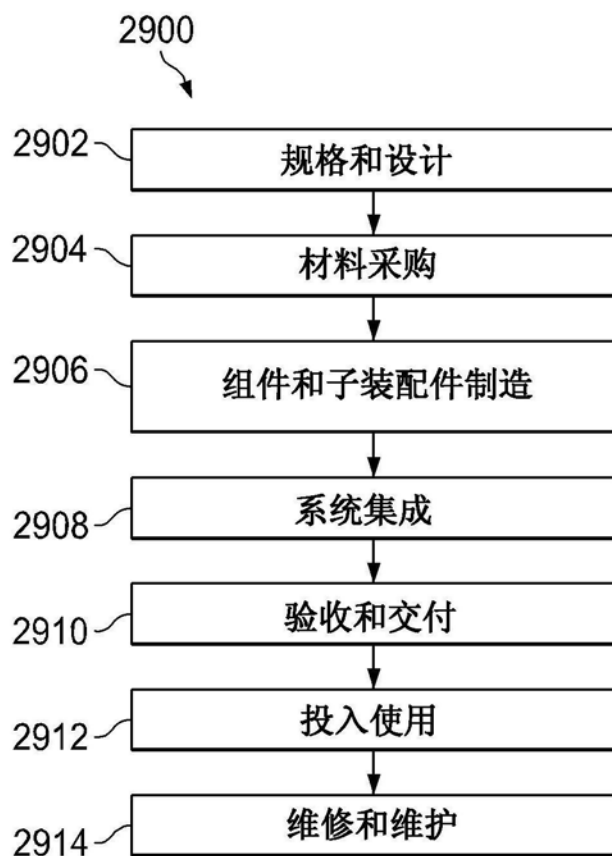 2900
2902
规格和设计
2904
材料采购
2906
组件和子装配件制造
2908
系统集成
2910
验收和交付
2912
投入使用
2914
维修和维护